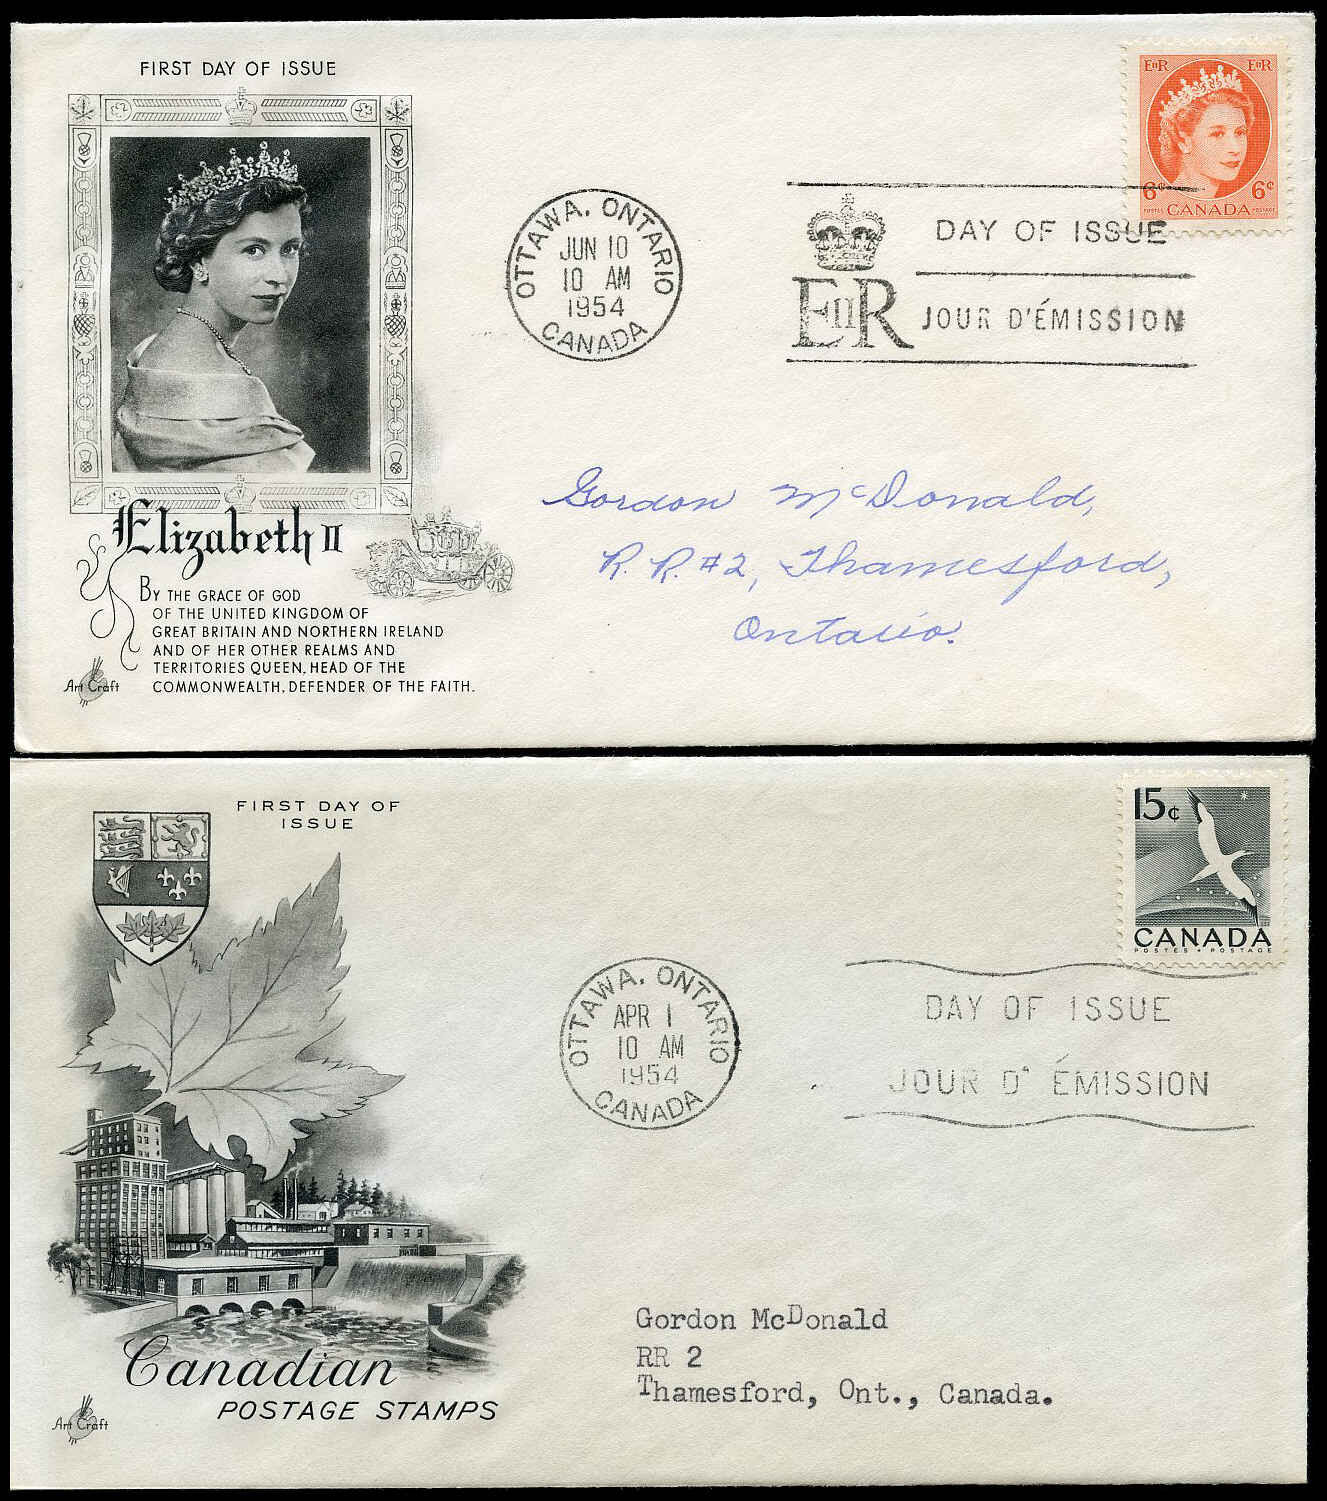 FIRST DAY OF ISSUE
EIIR EIIR
6¢ 6¢
POSTES CANADA POSTAGE
OTTAWA, ONTARIO
JUN 10
10 AM
1954
CANADA
DAY OF ISSUE
EIIR JOUR D'ÉMISSION
Gordon McDonald,
R. R. #2, Thamesford,
Ontario.
Elizabeth II
BY THE GRACE OF GOD
OF THE UNITED KINGDOM OF
GREAT BRITAIN AND NORTHERN IRELAND
AND OF HER OTHER REALMS AND
TERRITORIES QUEEN, HEAD OF THE
COMMONWEALTH, DEFENDER OF THE FAITH.
Art Craft
FIRST DAY OF
ISSUE
15¢
CANADA
POSTES • POSTAGE
OTTAWA, ONTARIO
APR 1
10 AM
1954
CANADA
DAY OF ISSUE
JOUR D' ÉMISSION
Gordon McDonald
RR 2
Thamesford, Ont., Canada.
Canadian
POSTAGE STAMPS
Art Craft